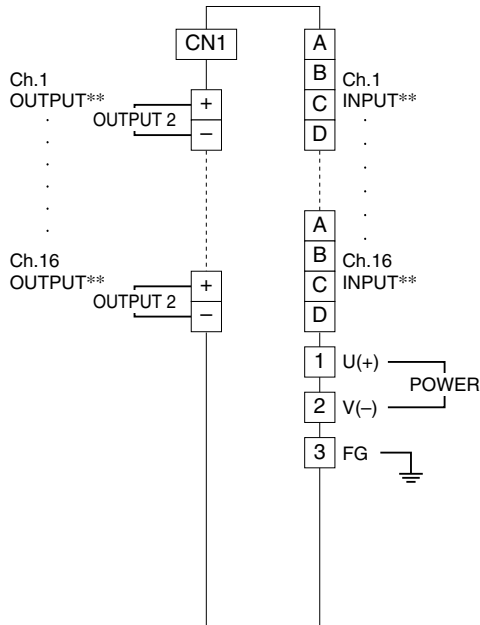 CN1
Ch.1
OUTPUT**
OUTPUT 2
+
–
Ch.16
OUTPUT**
OUTPUT 2
+
–
A
B
C
D
Ch.1
INPUT**
A
B
C
D
Ch.16
INPUT**
1 U(+)
POWER
2 V(–)
3 FG